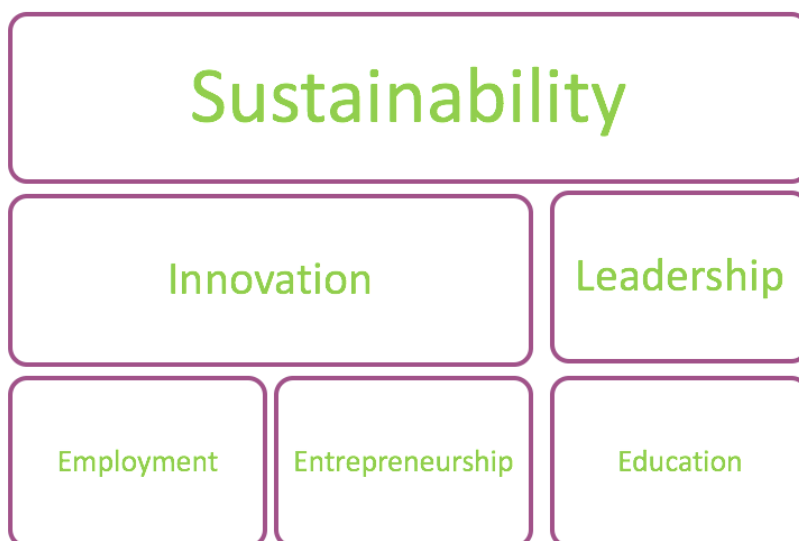 Sustainability
Innovation
Leadership
Employment
Entrepreneurship
Education